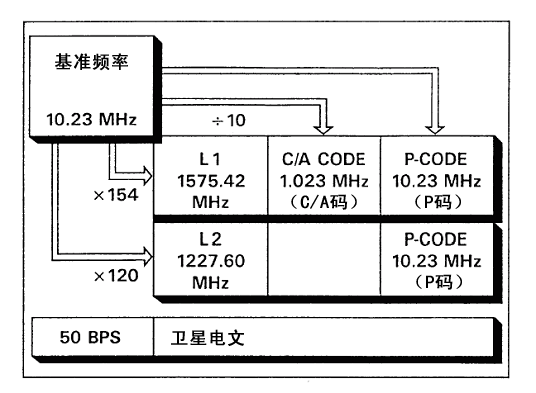 基准频率
10.23 MHz
÷10
×154
×120
L1
1575.42
MHz
C/A CODE
1.023 MHz
(C/A码)
P-CODE
10.23 MHz
(P码)
L2
1227.60
MHz
P-CODE
10.23 MHz
(P码)
50 BPS
卫星电文